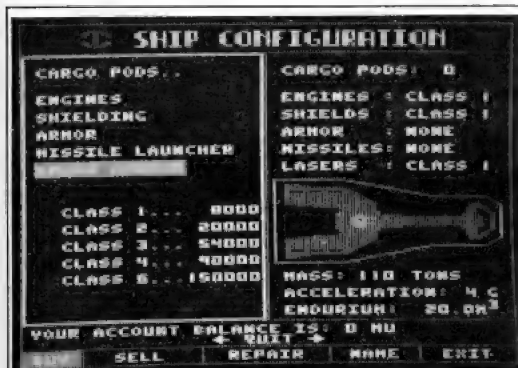 SHIP CONFIGURATION
CARGO PODS..
ENGINES
SHIELDING
ARMOR
MISSILE LAUNCHER
CLASS 1... 8000
CLASS 2... 20000
CLASS 3... 54000
CLASS 4... 90000
CLASS 5... 150000
CARGO PODS: 0
ENGINES : CLASS 1
SHIELDS : CLASS 1
ARMOR : NONE
MISSILES: NONE
LASERS : CLASS 1
MASS: 110 TONS
ACCELERATION: 4 G
ENDURIUM: 20.0M3
YOUR ACCOUNT BALANCE IS: 0 MU
← QUIT →
BUY SELL REPAIR NAME EXIT